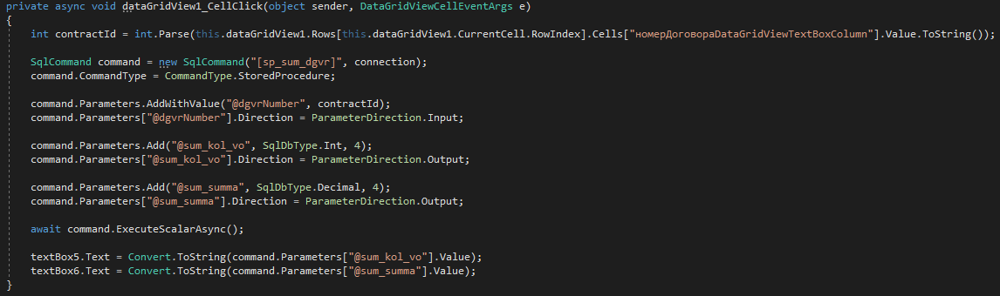 private async void dataGridView1_CellClick(object sender, DataGridViewCellEventArgs e)
{
int contractId = int.Parse(this.dataGridView1.Rows[this.dataGridView1.CurrentCell.RowIndex].Cells["номерДоговораDataGridViewTextBoxColumn"].Value.ToString());
SqlCommand command = new SqlCommand("[sp_sum_dgvr]", connection);
command.CommandType = CommandType.StoredProcedure;
command.Parameters.AddWithValue("@dgvrNumber", contractId);
command.Parameters["@dgvrNumber"].Direction = ParameterDirection.Input;
command.Parameters.Add("@sum_kol_vo", SqlDbType.Int, 4);
command.Parameters["@sum_kol_vo"].Direction = ParameterDirection.Output;
command.Parameters.Add("@sum_summa", SqlDbType.Decimal, 4);
command.Parameters["@sum_summa"].Direction = ParameterDirection.Output;
await command.ExecuteScalarAsync();
textBox5.Text = Convert.ToString(command.Parameters["@sum_kol_vo"].Value);
textBox6.Text = Convert.ToString(command.Parameters["@sum_summa"].Value);
}